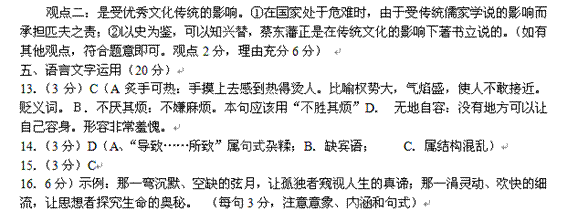 观点二：是受优秀文化传统的影响。①在国家处于危难时，由于受传统儒家学说的影响而
承担匹夫之责；②以史为鉴，可以知兴替，蔡东藩正是在传统文化的影响下著书立说的。（如有
其他观点，符合题意即可。观点 2 分，理由充分 6 分）
五、语言文字运用（20 分）
13.（3 分）C（A 炙手可热：手摸上去感到热得烫人。比喻权势大，气焰盛，使人不敢接近。
贬义词。 B．不厌其烦：不嫌麻烦。本句应该用“不胜其烦”D． 无地自容：没有地方可以让
自己容身。形容非常羞愧。
14.（3 分）D（A、“导致……所致”属句式杂糅；B．缺宾语； C．属结构混乱）
15.（3 分）C
16．6 分）示例：那一弯沉默、空缺的弦月，让孤独者窥视人生的真谛；那一涓灵动、欢快的细
流，让思想者探究生命的奥秘。 （每句 3 分，注意意象、内涵和句式）